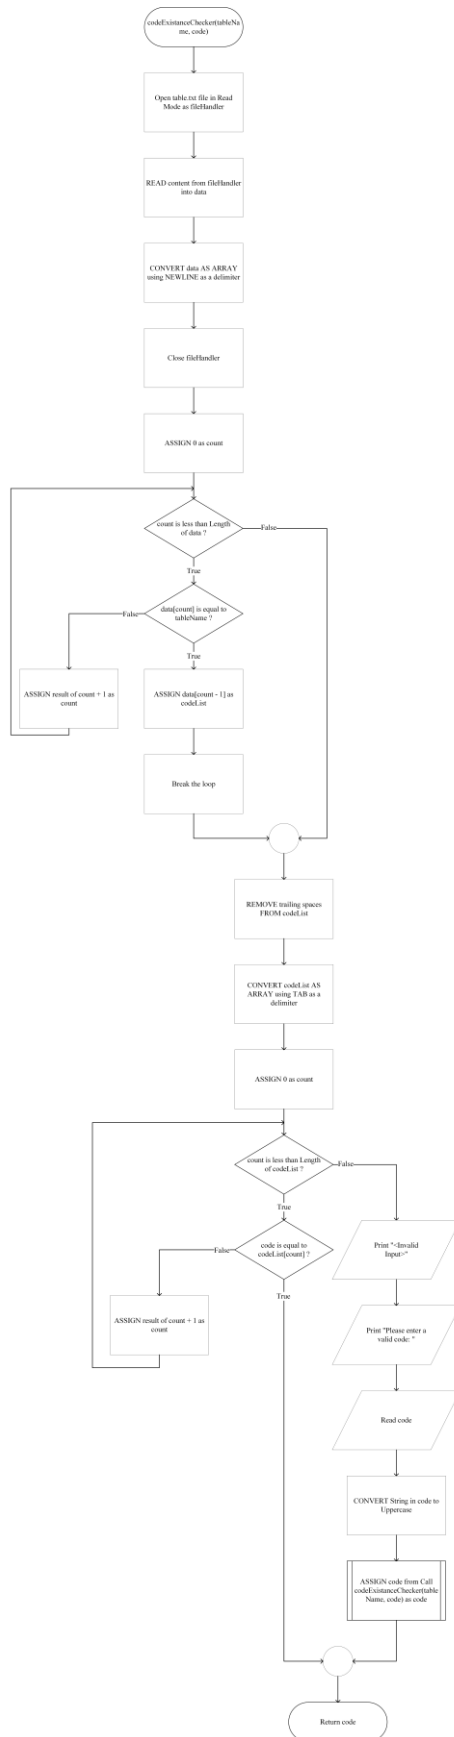 codeExistanceChecker(tableNa
me, code)
Open table.txt file in Read
Mode as fileHandler
READ content from fileHandler
into data
CONVERT data AS ARRAY
using NEWLINE as a delimiter
Close fileHandler
ASSIGN 0 as count
count is less than Length
of data ?
False
True
data[count] is equal to
tableName ?
False
True
ASSIGN result of count + 1 as
count
ASSIGN data[count - 1] as
codeList
Break the loop
REMOVE trailing spaces
FROM codeList
CONVERT codeList AS
ARRAY using TAB as a
delimiter
ASSIGN 0 as count
count is less than Length
of codeList ?
False
True
code is equal to
codeList[count] ?
False
True
Print "<Invalid
Input>"
ASSIGN result of count + 1 as
count
Print "Please enter a
valid code: "
Read code
CONVERT String in code to
Uppercase
ASSIGN code from Call
codeExistanceChecker(table
Name, code) as code
Return code